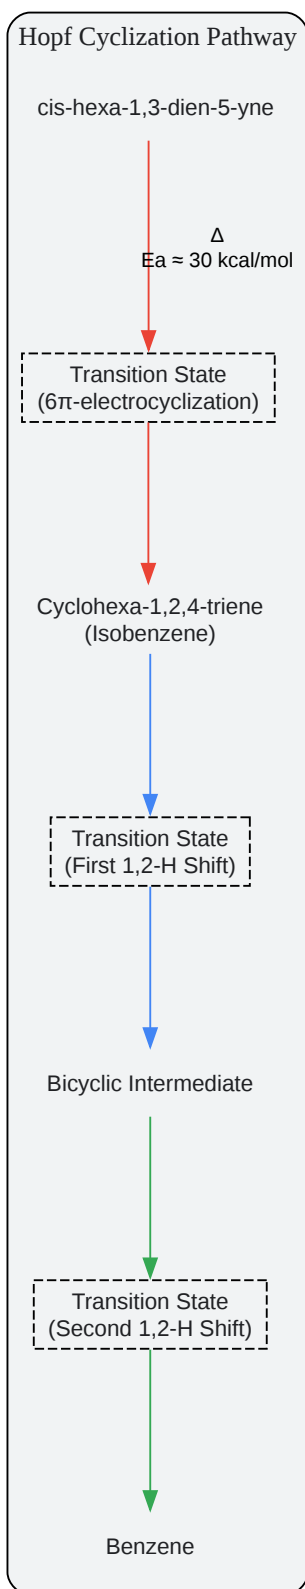 Hopf Cyclization Pathway
cis-hexa-1,3-dien-5-yne
Δ
Ea ≈ 30 kcal/mol
Transition State
(6π-electrocyclization)
Cyclohexa-1,2,4-triene
(Isobenzene)
Transition State
(First 1,2-H Shift)
Bicyclic Intermediate
Transition State
(Second 1,2-H Shift)
Benzene